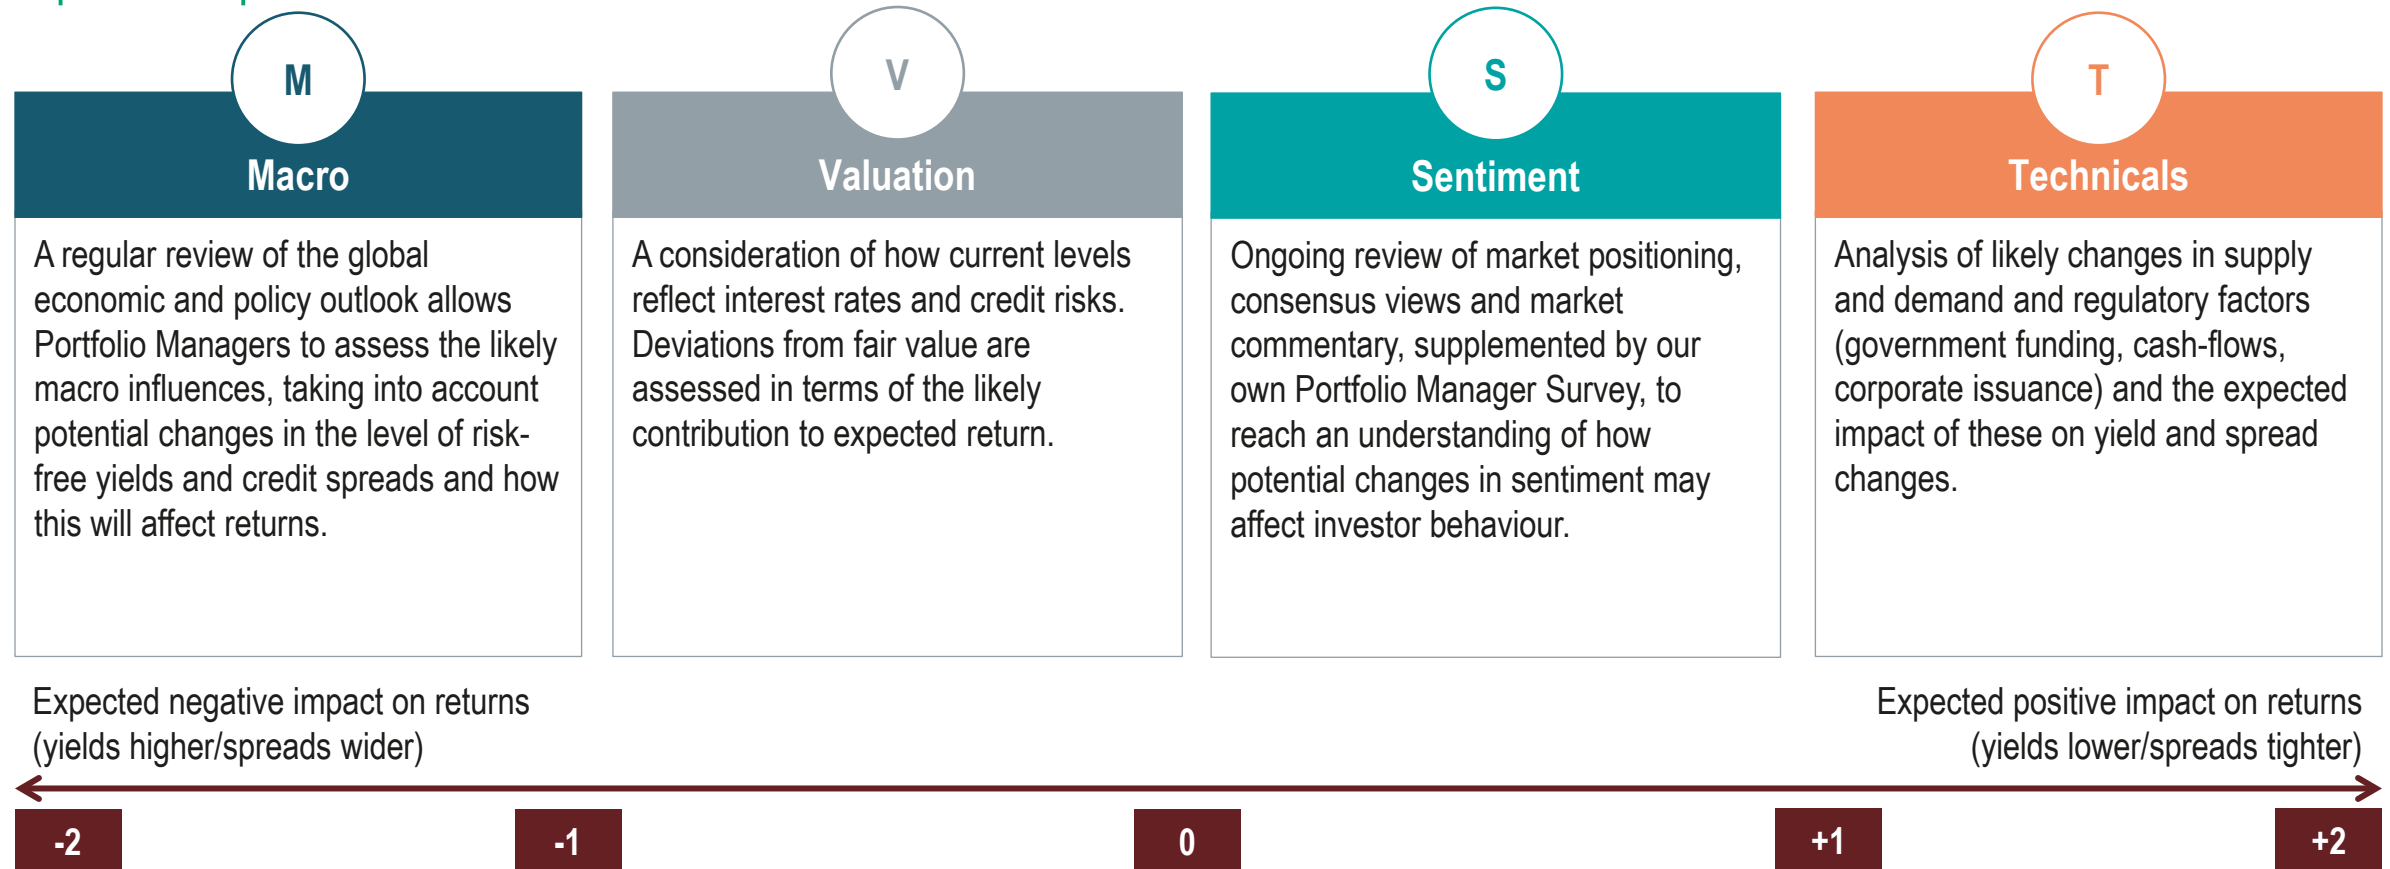 M
Macro
A regular review of the global
economic and policy outlook allows
Portfolio Managers to assess the likely
macro influences, taking into account
potential changes in the level of risk-
free yields and credit spreads and how
this will affect returns.
V
Valuation
A consideration of how current levels
reflect interest rates and credit risks.
Deviations from fair value are
assessed in terms of the likely
contribution to expected return.
S
Sentiment
Ongoing review of market positioning,
consensus views and market
commentary, supplemented by our
own Portfolio Manager Survey, to
reach an understanding of how
potential changes in sentiment may
affect investor behaviour.
T
Technicals
Analysis of likely changes in supply
and demand and regulatory factors
(government funding, cash-flows,
corporate issuance) and the expected
impact of these on yield and spread
changes.
Expected negative impact on returns
(yields higher/spreads wider)
Expected positive impact on returns
(yields lower/spreads tighter)
-2
-1
0
+1
+2